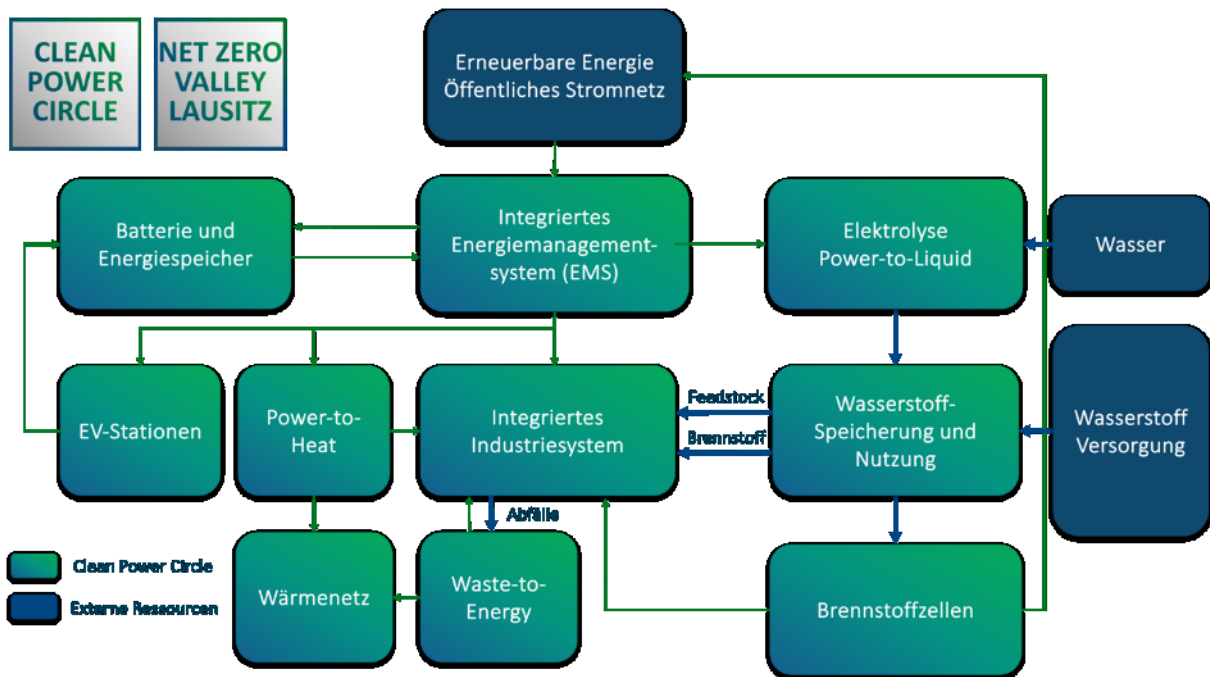 CLEAN
POWER
CIRCLE
NET ZERO
VALLEY
LAUSITZ
Erneuerbare Energie
Öffentliches Stromnetz
Batterie und
Energiespeicher
Integriertes
Energiemanagement-
system (EMS)
Elektrolyse
Power-to-Liquid
Wasser
EV-Stationen
Power-to-
Heat
Integriertes
Industriesystem
Feedstock
Brennstoff
Wasserstoff-
Speicherung und
Nutzung
Wasserstoff
Versorgung
Abfälle
Clean Power Circle
Externe Ressourcen
Wärmenetz
Waste-to-
Energy
Brennstoffzellen